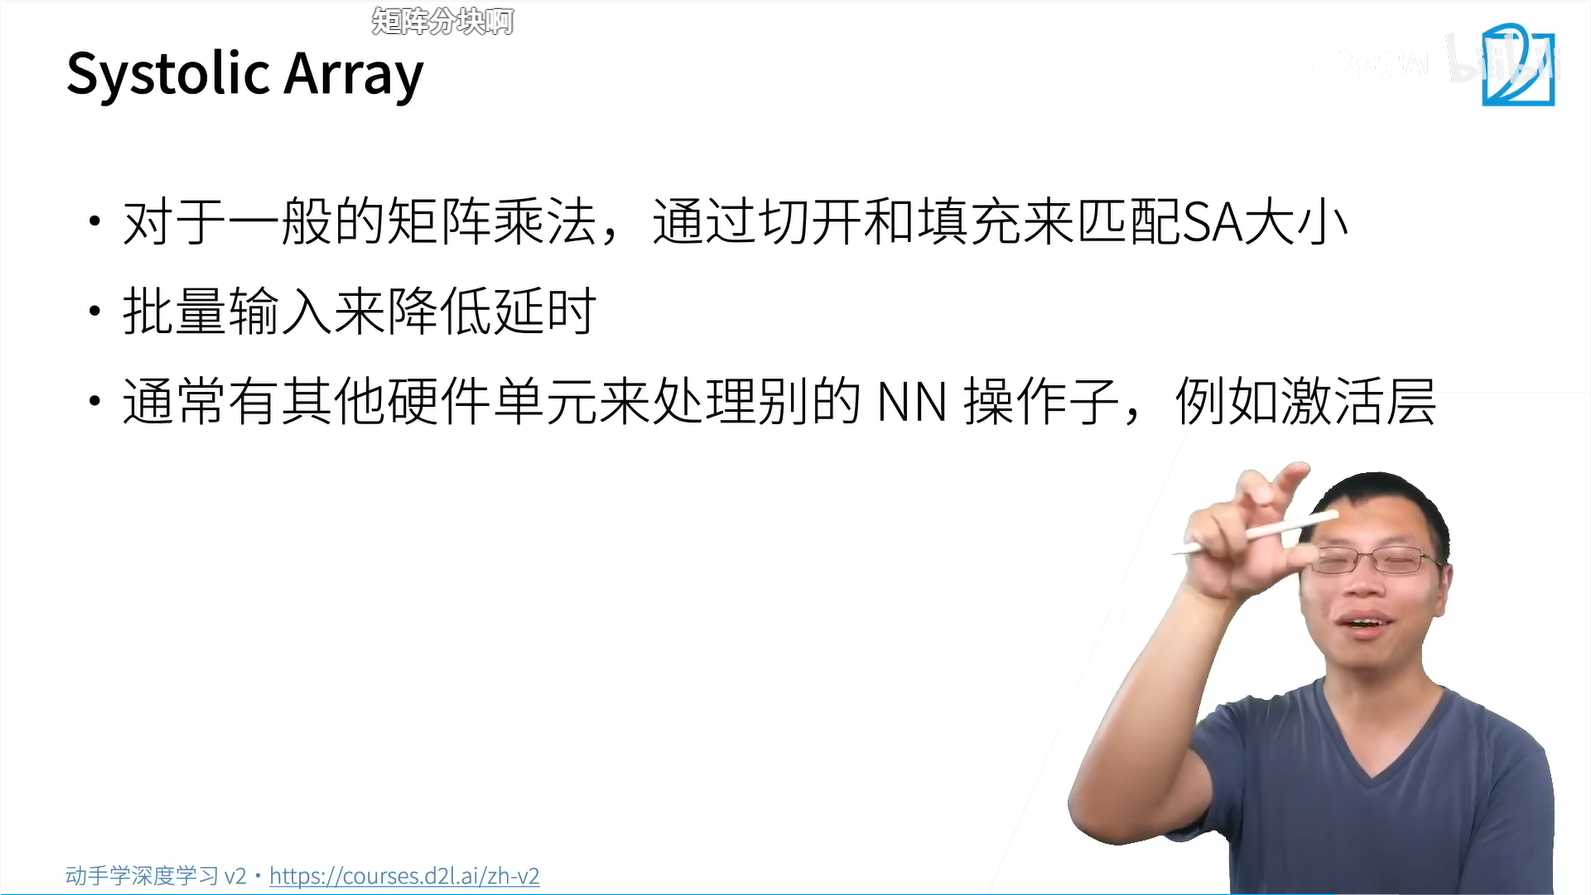 矩阵分块啊
Systolic Array
bilibili
• 对于一般的矩阵乘法，通过切开和填充来匹配SA大小
• 批量输入来降低延时
• 通常有其他硬件单元来处理别的 NN 操作子，例如激活层
动手学深度学习 v2 • https://courses.d2l.ai/zh-v2